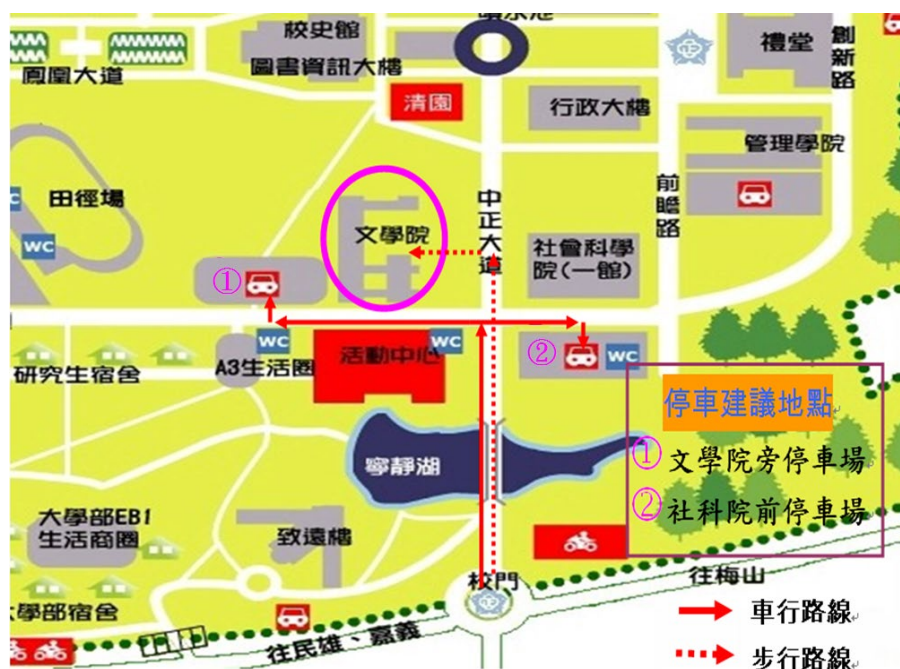 噴水池
校史館
圖書資訊大樓
鳳凰大道
清園
行政大樓
禮堂
創新路
管理學院
田徑場
WC
WC
文學院
中正大道
前瞻路
社會科學
院(一館)
①
②
WC
WC
WC
研究生宿舍
A3生活圈
活動中心
停車建議地點
① 文學院旁停車場
② 社科院前停車場
寧靜湖
大學部EB1
生活商圈
致遠樓
校門
往梅山
大學部宿舍
往民雄、嘉義
車行路線
步行路線